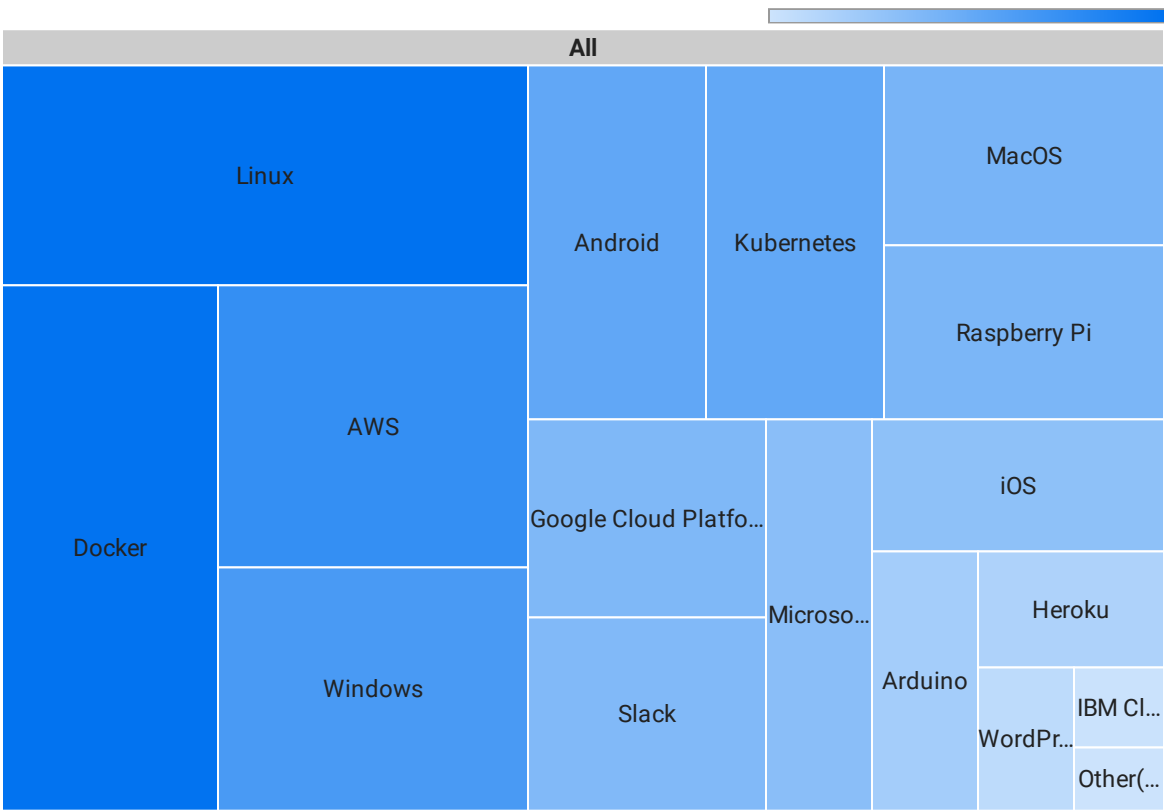 All
Linux
Android
Kubernetes
MacOS
Raspberry Pi
Docker
AWS
Windows
Google Cloud Platfo...
Slack
Microso...
iOS
Arduino
Heroku
WordPr...
IBM Cl...
Other(...